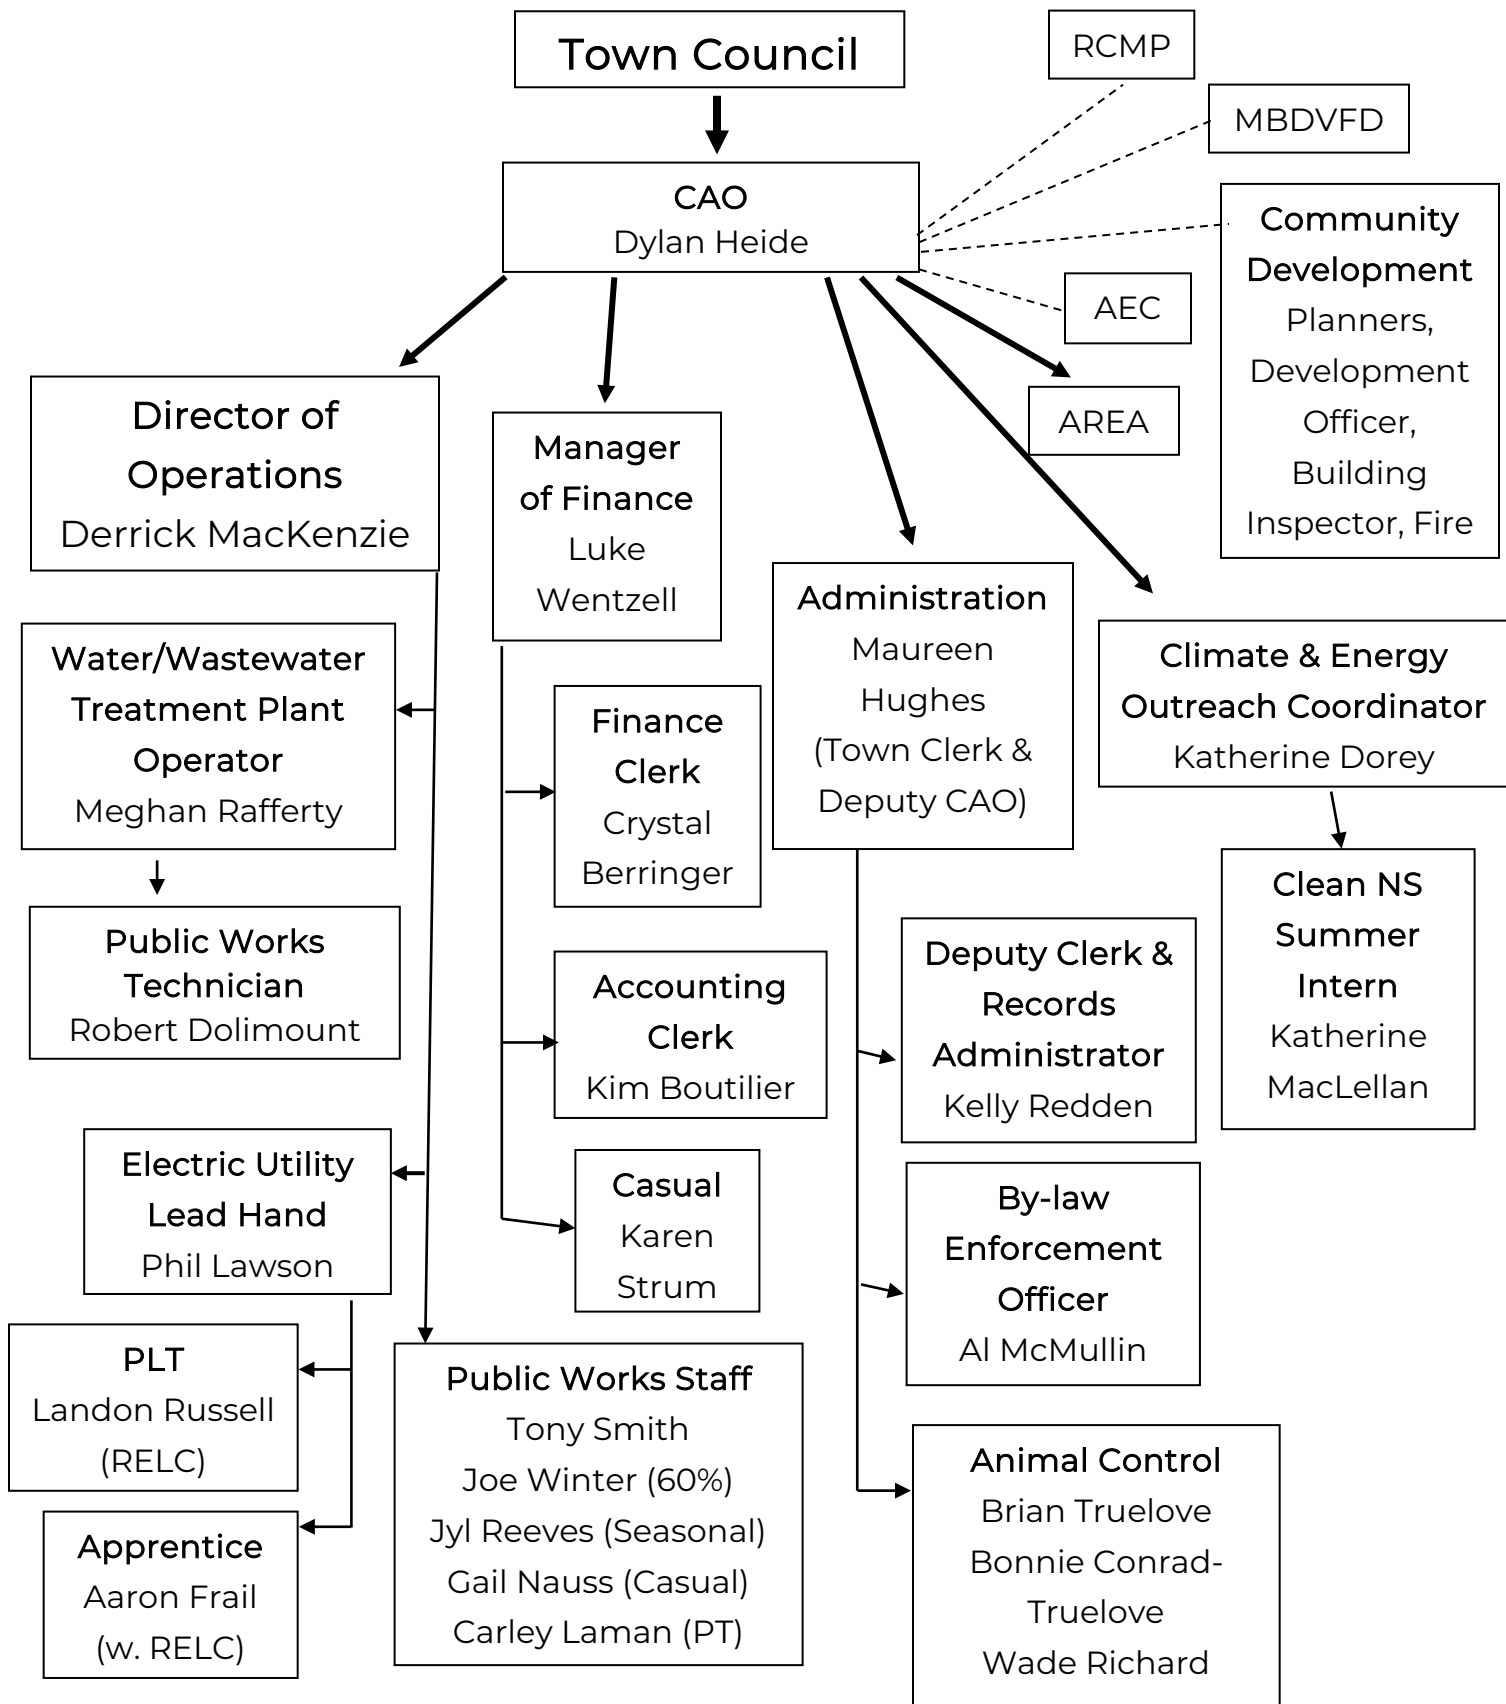 Town Council
RCMP
MBDVFD
CAO
Dylan Heide
Community
Development
Planners,
Development
Officer,
Building
Inspector, Fire
AEC
AREA
Director of
Operations
Derrick MacKenzie
Manager
of Finance
Luke
Wentzell
Administration
Maureen
Hughes
(Town Clerk &
Deputy CAO)
Climate & Energy
Outreach Coordinator
Katherine Dorey
Water/Wastewater
Treatment Plant
Operator
Meghan Rafferty
Finance
Clerk
Crystal
Berringer
Clean NS
Summer
Intern
Katherine
MacLellan
Public Works
Technician
Robert Dolimount
Accounting
Clerk
Kim Boutilier
Deputy Clerk &
Records
Administrator
Kelly Redden
Electric Utility
Lead Hand
Phil Lawson
Casual
Karen
Strum
By-law
Enforcement
Officer
Al McMullin
PLT
Landon Russell
(RELC)
Public Works Staff
Tony Smith
Joe Winter (60%)
Jyl Reeves (Seasonal)
Gail Nauss (Casual)
Carley Laman (PT)
Animal Control
Brian Truelove
Bonnie Conrad-
Truelove
Wade Richard
Apprentice
Aaron Frail
(w. RELC)